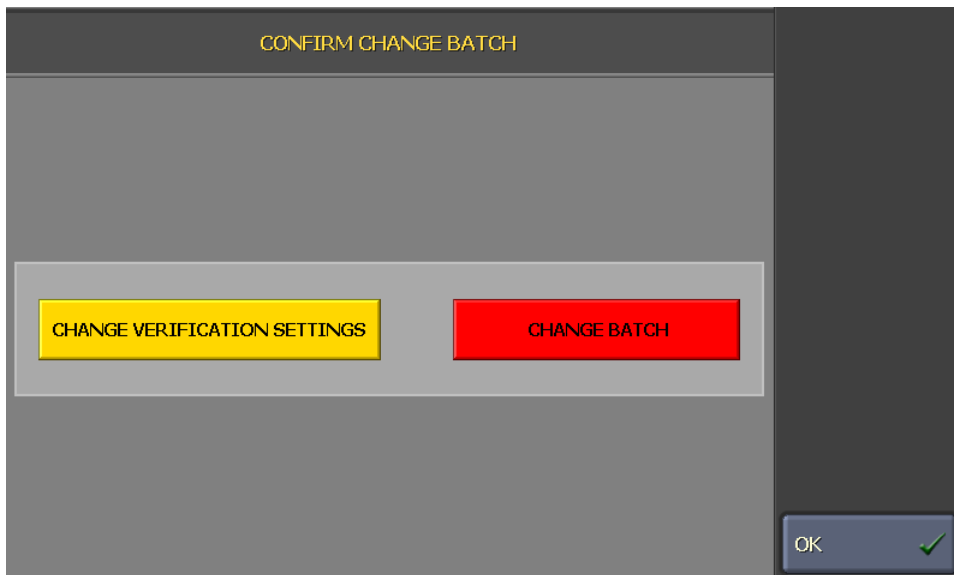 CONFIRM CHANGE BATCH
CHANGE VERIFICATION SETTINGS
CHANGE BATCH
OK